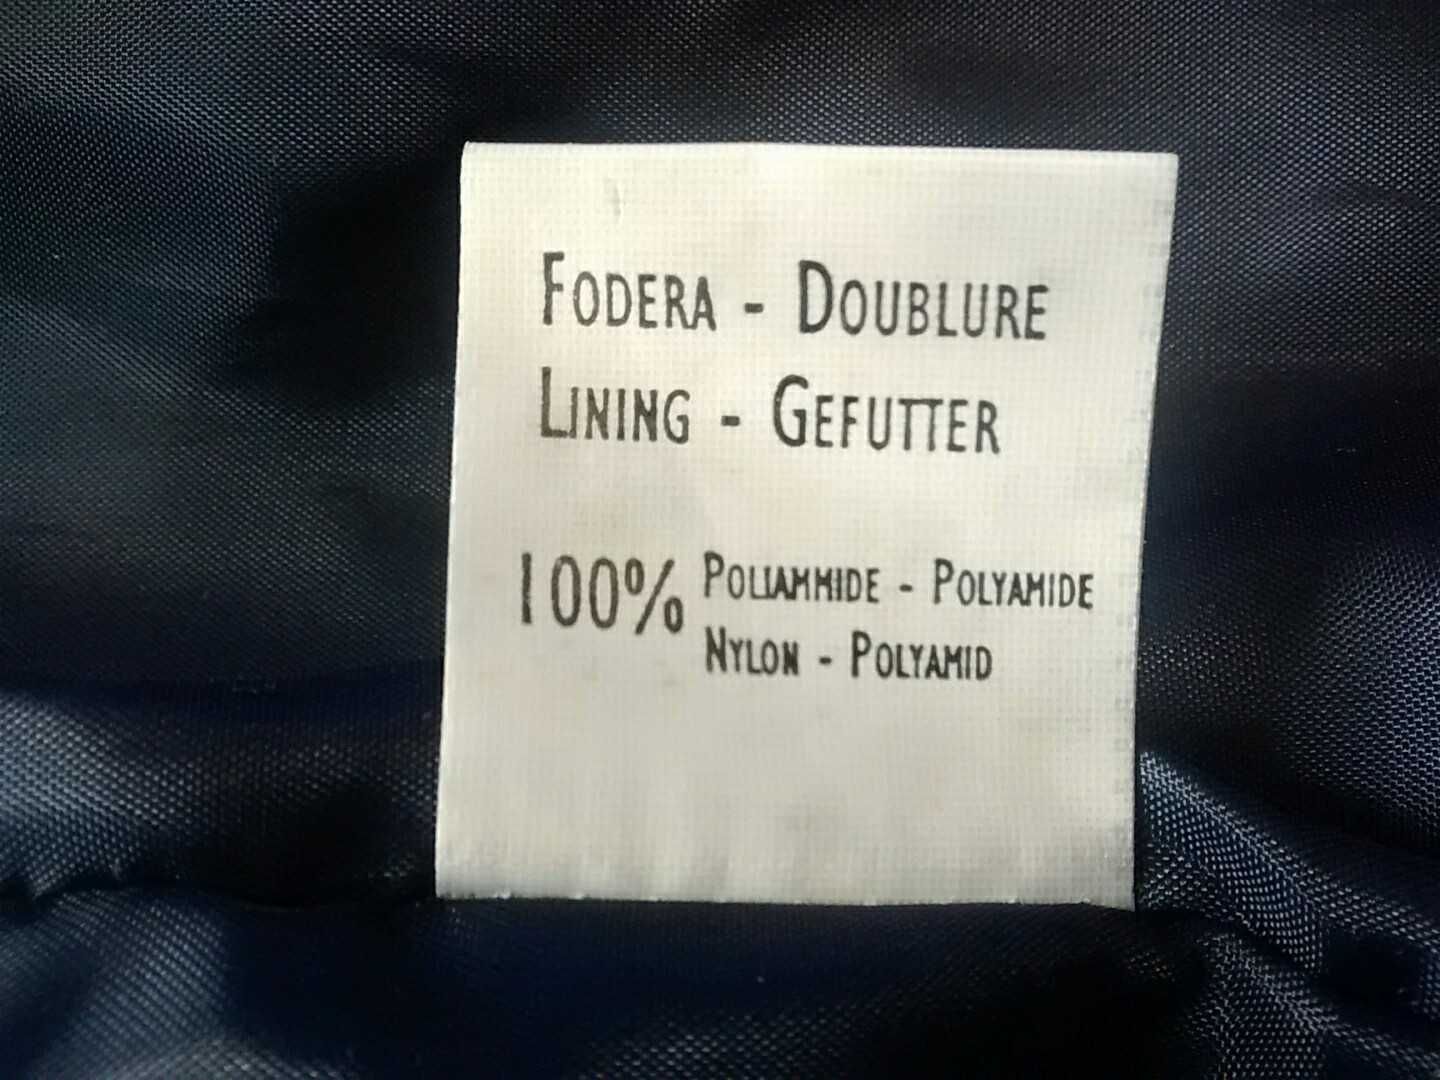 FODERA - DOUBLURE
LINING - GEFUTTER
100% POLIAMMIDE - POLYAMIDE
NYLON - POLYAMID